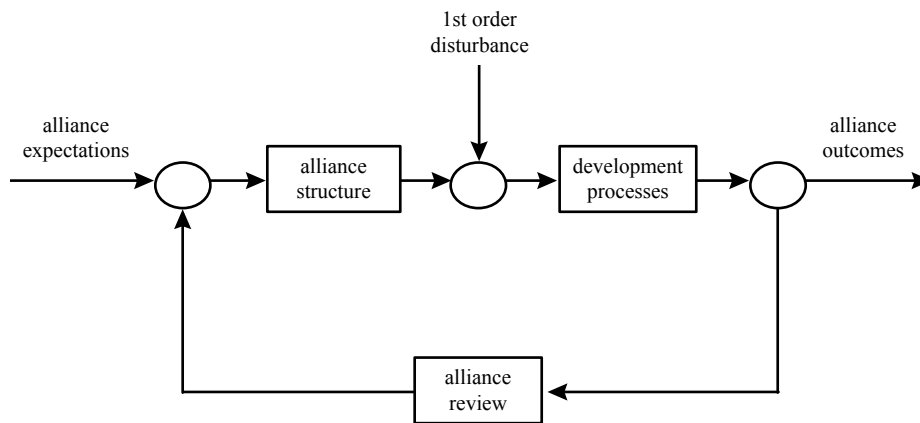 1st order
disturbance
alliance
expectations
alliance
structure
development
processes
alliance
outcomes
alliance
review